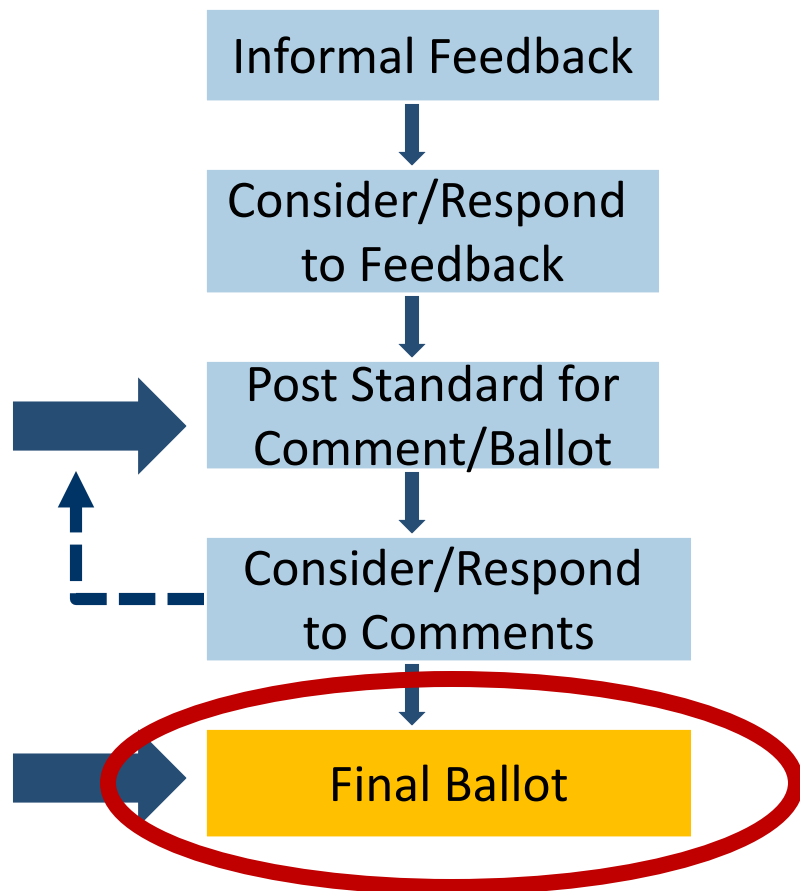 Informal Feedback
Consider/Respond
to Feedback
Post Standard for
Comment/Ballot
Consider/Respond
to Comments
Final Ballot